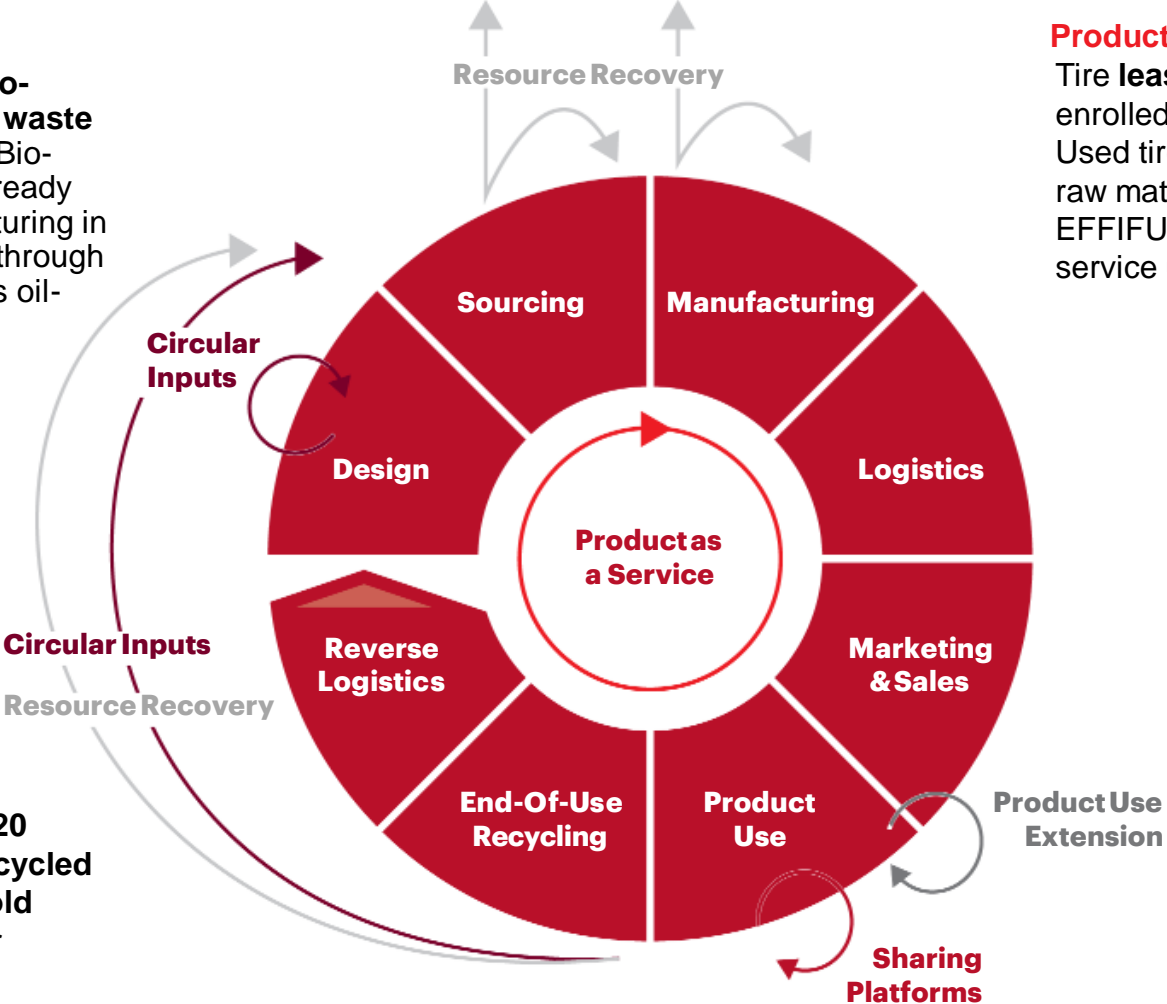 o-
waste
Bio-
ready
turing in
through
s oil-
Resource Recovery
Product
Tire leas
enrolled
Used tir
raw mat
EFFIFU
service
Sourcing
Manufacturing
Circular
Inputs
Design
Logistics
Product as
a Service
Circular Inputs
Resource Recovery
Reverse
Logistics
Marketing
& Sales
End-Of-Use
Recycling
Product
Use
Product Use
Extension
20
cycled
old
Sharing
Platforms